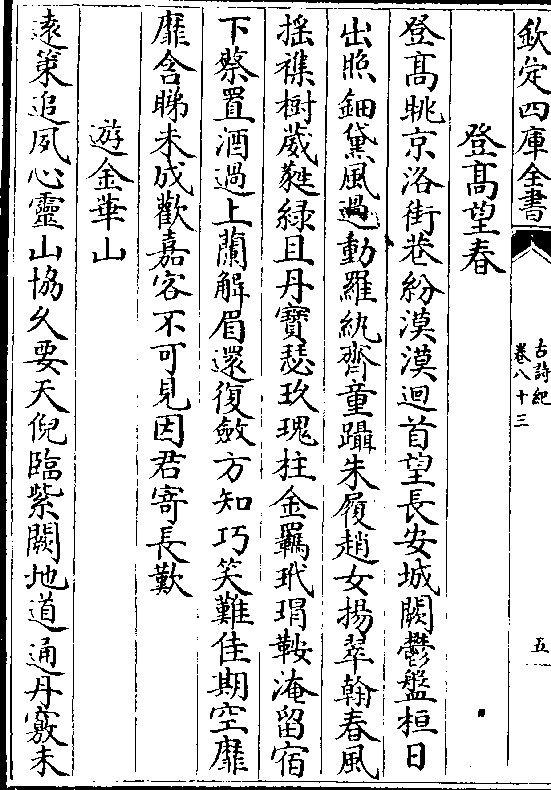 欽定四庫全書
古詩紀
卷八十三
五
登髙望春
登髙眺京洛街巷紛漠漠迴首望長安城闕鬱盤桓日
出照鈿黛風過動羅紈齊童躡朱履趙女揚翠翰春風
揺襍樹葳蕤緑且丹寶瑟玖瑰柱金羈玳瑁鞍淹留宿
下蔡置酒過上蘭解眉還復斂方知巧笑難佳期空靡
靡含睇未成歡嘉客不可見因君寄長歎
遊金華山
遠策追夙心靈山協久要天倪臨紫闕地道通丹竅未